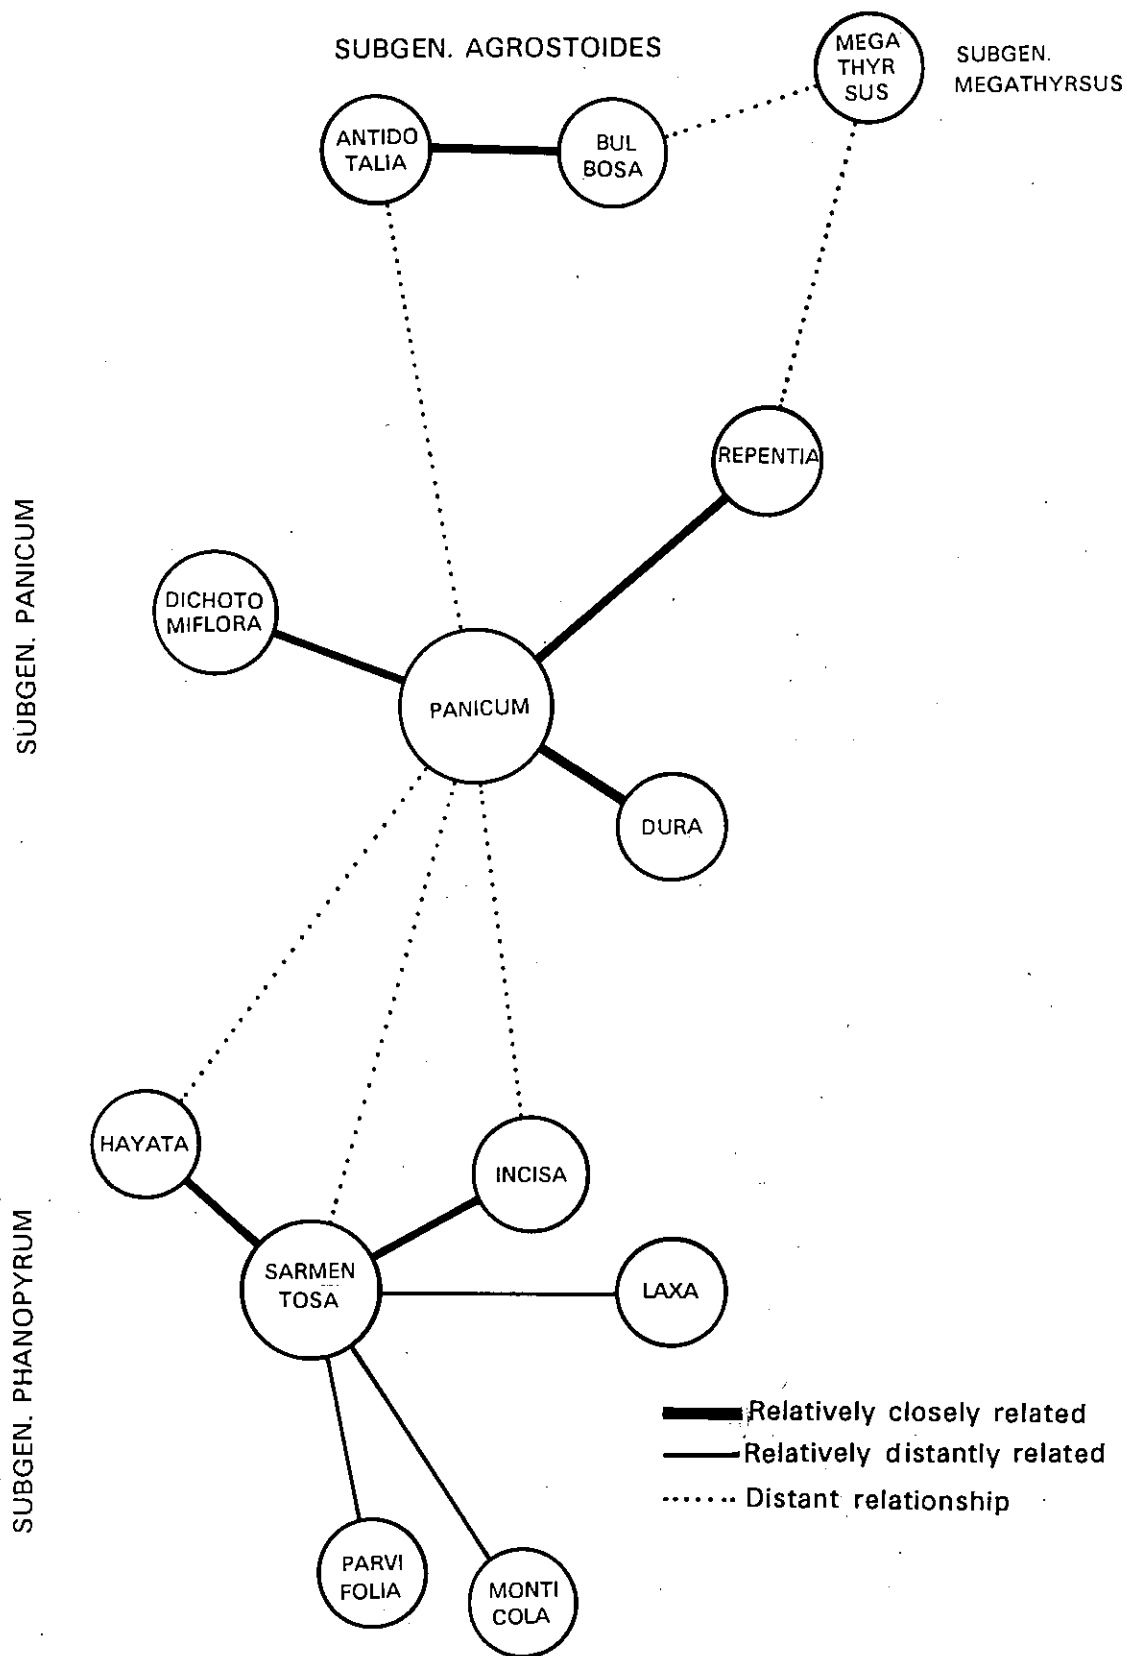 SUBGEN. AGROSTOIDES
MEGA
THYR
SUS
SUBGEN.
MEGATHYRSUS
ANTIDO
TALIA
BUL
BOSA
REPENTIA
SUBGEN. PANICUM
DICHOTO
MIFLORA
PANICUM
DURA
HAYATA
INCISA
SUBGEN. PHANOPYRUM
SARMEN
TOSA
LAXA
Relatively closely related
Relatively distantly related
Distant relationship
PARVI
FOLIA
MONTI
COLA